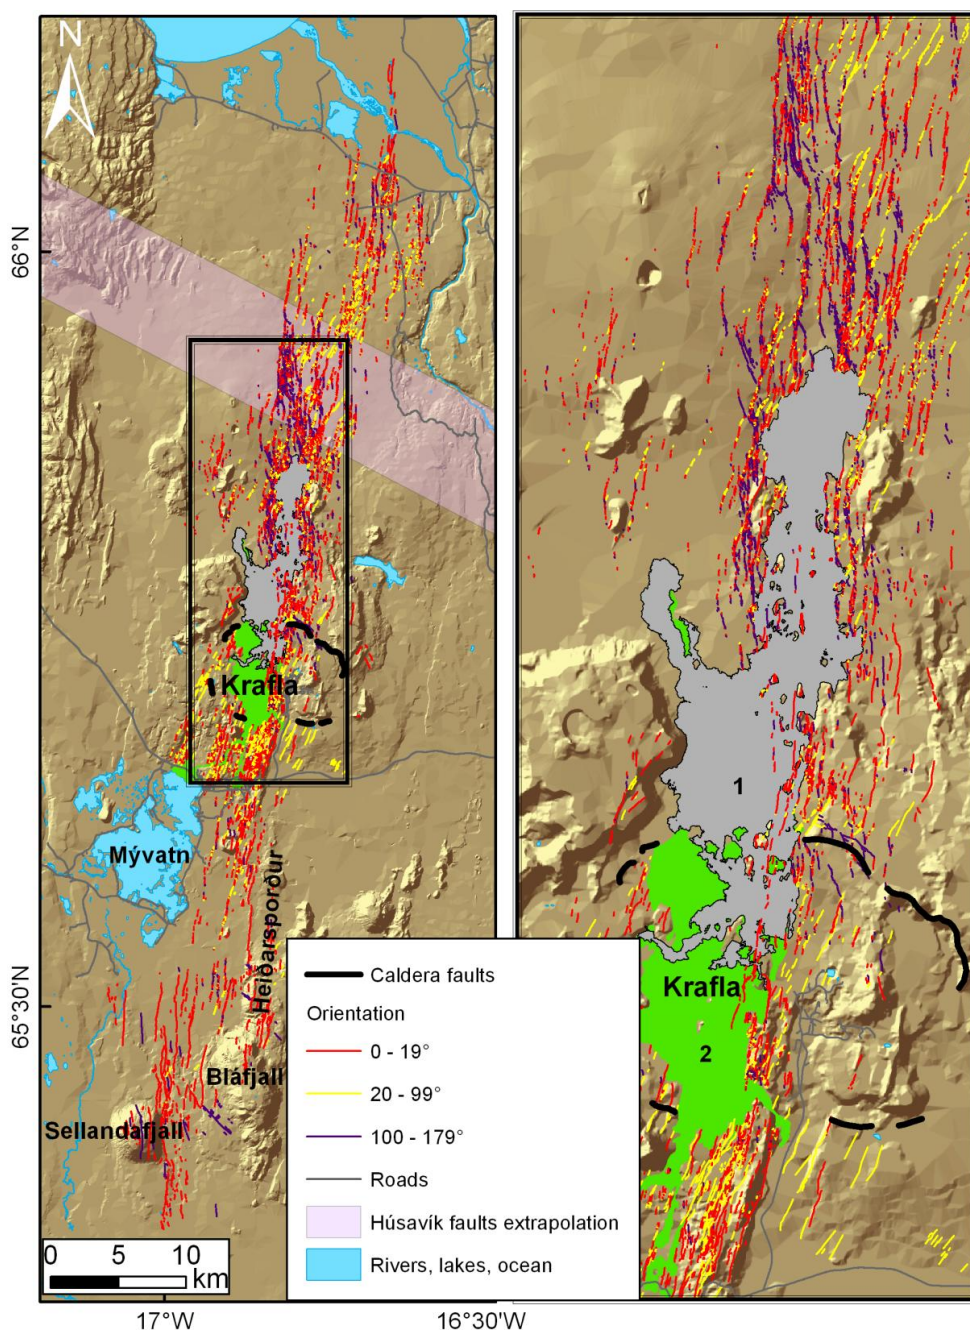 N
66°N
Krafla
Mývatn
Heiðarsporður
65°30'N
Bláfjall
Sellandafjall
0 5 10
km
17°W
16°30'W
Caldera faults
Orientation
0 - 19°
20 - 99°
100 - 179°
Roads
Húsavík faults extrapolation
Rivers, lakes, ocean
1
Krafla
2